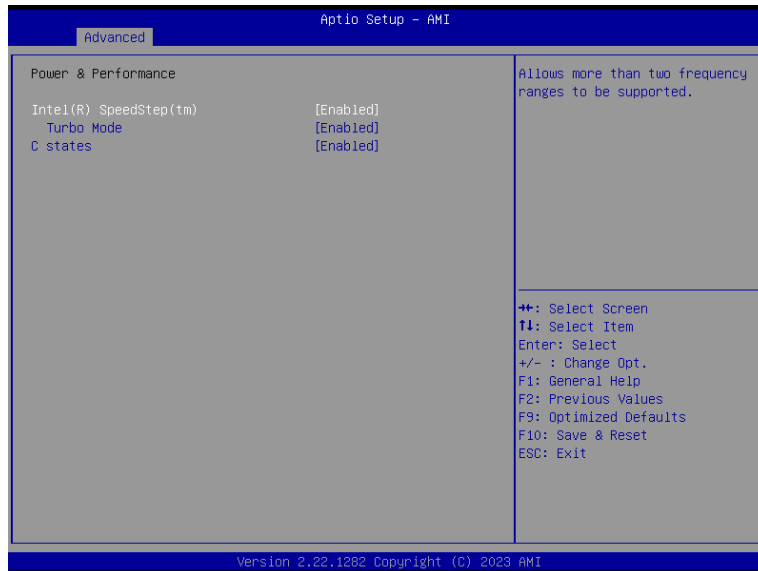 Aptio Setup – AMI
Advanced
Power & Performance
Intel(R) SpeedStep(tm) [Enabled]
Turbo Mode [Enabled]
C states [Enabled]
Allows more than two frequency
ranges to be supported.
→←: Select Screen
↑↓: Select Item
Enter: Select
+/- : Change Opt.
F1: General Help
F2: Previous Values
F9: Optimized Defaults
F10: Save & Reset
ESC: Exit
Version 2.22.1282 Copyright (C) 2023 AMI